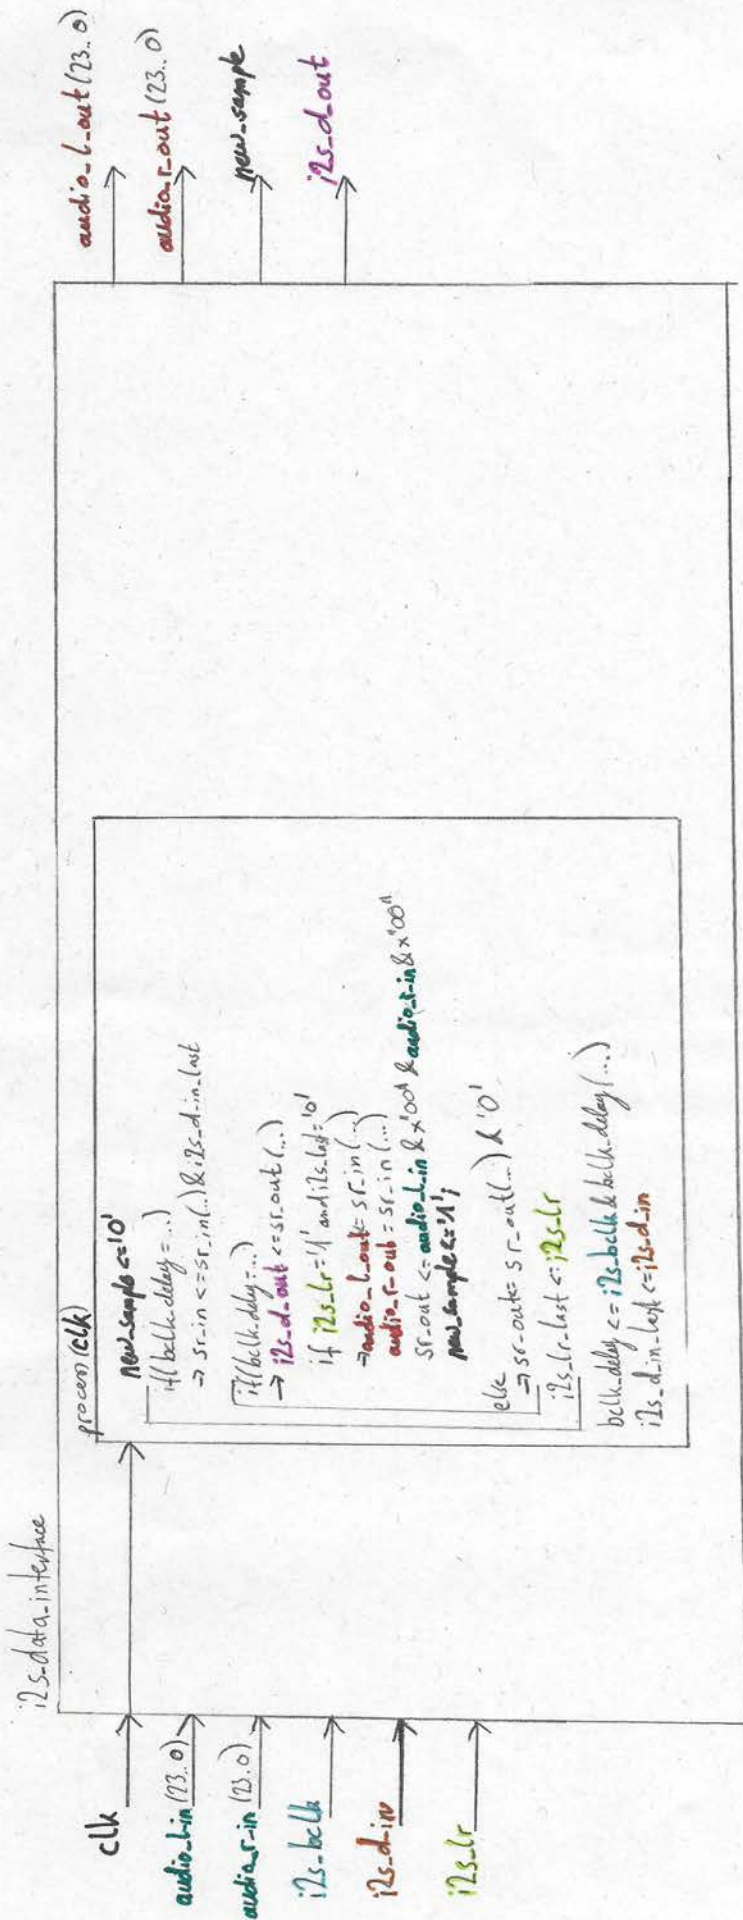 i2s_data_interface
clk
audio_l_in (23..0)
audio_r_in (23..0)
i2s_bclk
i2s_d_in
i2s_lr
process(clk)
new_sample <= '0'
if(bclk_delay = ...)
→ sr_in <= sr_in(...) & i2s_d_in_last
if(bclk_delay = ...)
→ i2s_d_out <= sr_out(...)
if i2s_lr = '1' and i2s_last = '0'
→ audio_l_out <= sr_in(...)
audio_r_out = sr_in(...)
sr_out <= audio_l_in & x"00" & audio_r_in & x"00"
new_sample <= '1';
else
→ sr_out = sr_out(...) & '0'
i2s_lr_last <= i2s_lr
bclk_delay <= i2s_bclk & bclk_delay(...)
i2s_d_in_last <= i2s_d_in
audio_l_out (23..0)
audio_r_out (23..0)
new_sample
i2s_d_out